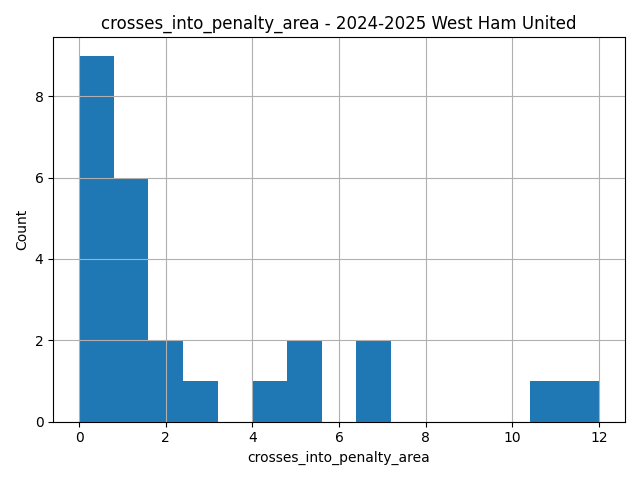 crosses_into_penalty_area - 2024-2025 West Ham United
8
6
4
2
0
Count
0 2 4 6 8 10 12
crosses_into_penalty_area